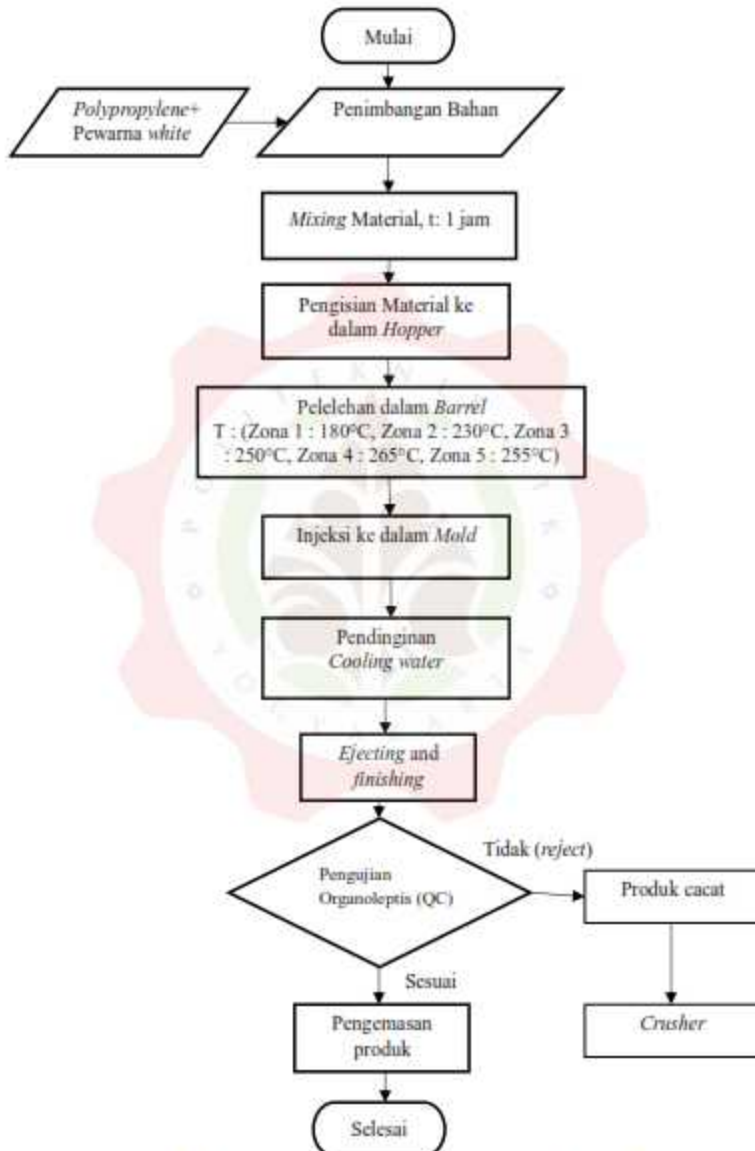 Mulai
Polypropylene+
Pewarna white
Penimbangan Bahan
Mixing Material, t: 1 jam
Pengisian Material ke
dalam Hopper
Pelelehan dalam Barrel
T : (Zona 1 : 180°C, Zona 2 : 230°C, Zona 3
: 250°C, Zona 4 : 265°C, Zona 5 : 255°C)
Injeksi ke dalam Mold
Pendinginan
Cooling water
Ejecting and
finishing
Tidak (reject)
Pengujian
Organoleptis (QC)
Produk cacat
Sesuai
Pengemasan
produk
Crusher
Selesai